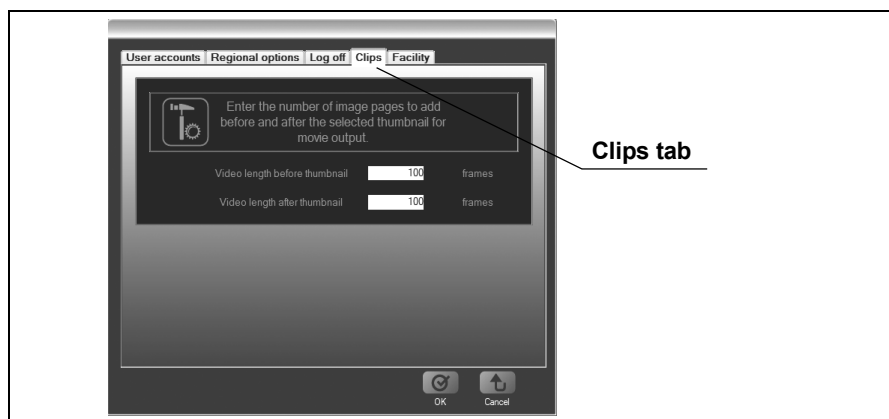 User accounts Regional options Log off Clips Facility
Enter the number of image pages to add
before and after the selected thumbnail for
movie output.
Clips tab
Video length before thumbnail 100 frames
Video length after thumbnail 100 frames
OK Cancel